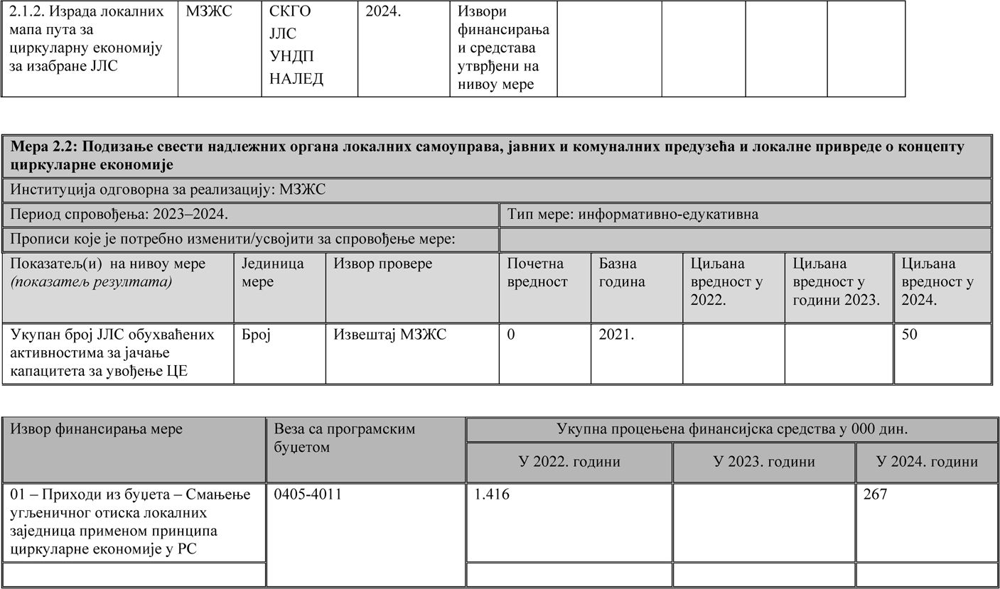 2.1.2. Израда локалних
мапа пута за
циркуларну економију
за изабране ЈЛС
МЗЖС
СКГО
ЈЛС
УНДП
НАЛЕД
2024.
Извори
финансирања
и средстава
утврђени на
нивоу мере
Мера 2.2: Подизање свести надлежних органа локалних самоуправа, јавних и комуналних предузећа и локалне привреде о концепту
циркуларне економије
Институција одговорна за реализацију: МЗЖС
Период спровођења: 2023–2024.
Тип мере: информативно-едукативна
Прописи које је потребно изменити/усвојити за спровођење мере:
Показатељ(и) на нивоу мере
(показатељ резултата)
Јединица
мере
Извор провере
Почетна
вредност
Базна
година
Циљана
вредност у
2022.
Циљана
вредност у
години 2023.
Циљана
вредност у
2024.
Укупан број ЈЛС обухваћених
активностима за јачање
капацитета за увођење ЦЕ
Број
Извештај МЗЖС
0
2021.
50
Извор финансирања мере
Веза са програмским
буџетом
Укупна процењена финансијска средства у 000 дин.
У 2022. години
У 2023. години
У 2024. години
01 – Приходи из буџета – Смањење
угљеничног отиска локалних
заједница применом принципа
циркуларне економије у РС
0405-4011
1.416
267